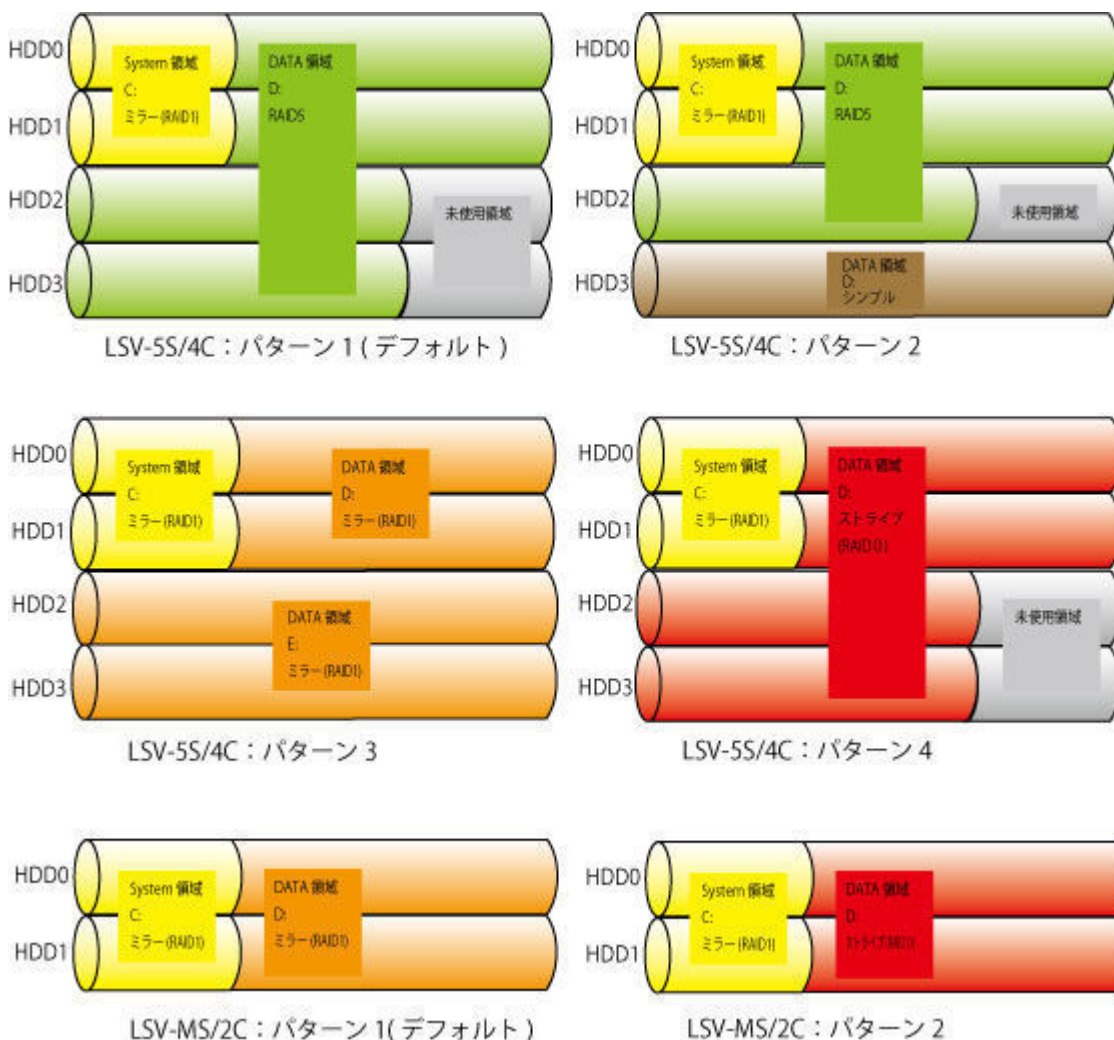 HDD0
HDD1
HDD2
HDD3
System 領域
C:
ミラー(RAID1)
DATA 領域
D:
RAID5
未使用領域
LSV-5S/4C：パターン 1 ( デフォルト )
HDD0
HDD1
HDD2
HDD3
System 領域
C:
ミラー(RAID1)
DATA 領域
D:
RAID5
未使用領域
DATA 領域
D:
シンプル
LSV-5S/4C：パターン 2
HDD0
HDD1
HDD2
HDD3
System 領域
C:
ミラー(RAID1)
DATA 領域
D:
ミラー(RAID1)
DATA 領域
E:
ミラー(RAID1)
LSV-5S/4C：パターン 3
HDD0
HDD1
HDD2
HDD3
System 領域
C:
ミラー(RAID1)
DATA 領域
D:
ストライプ
(RAID0)
未使用領域
LSV-5S/4C：パターン 4
HDD0
HDD1
System 領域
C:
ミラー(RAID1)
DATA 領域
D:
ミラー(RAID1)
LSV-MS/2C：パターン 1( デフォルト )
HDD0
HDD1
System 領域
C:
ミラー(RAID1)
DATA 領域
D:
ストライプ(RAID0)
LSV-MS/2C：パターン 2